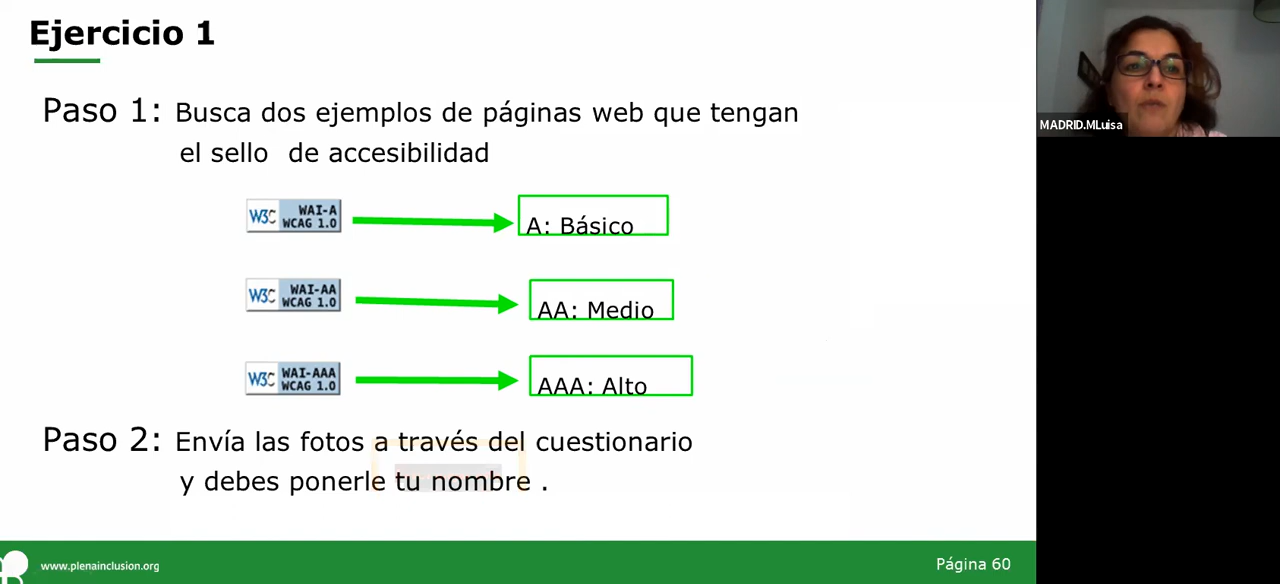 Ejercicio 1
Paso 1: Busca dos ejemplos de páginas web que tengan
el sello de accesibilidad
W3C WAI-A
WCAG 1.0
A: Básico
W3C WAI-AA
WCAG 1.0
AA: Medio
W3C WAI-AAA
WCAG 1.0
AAA: Alto
Paso 2: Envía las fotos a través del cuestionario
y debes ponerle tu nombre .
www.plenainclusion.org
Página 60
MADRID.MLuisa